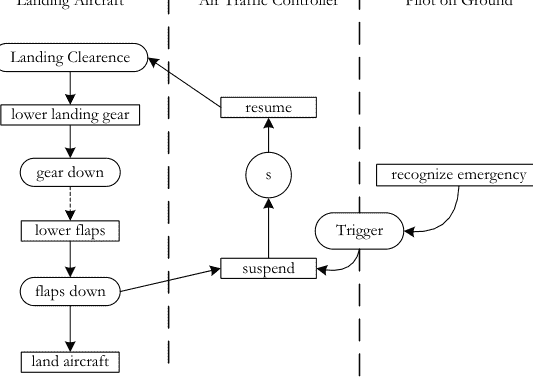 Landing Aircraft
Air Traffic Controller
Pilot on Ground
Landing Clearence
lower landing gear
resume
gear down
s
recognize emergency
lower flaps
Trigger
flaps down
suspend
land aircraft